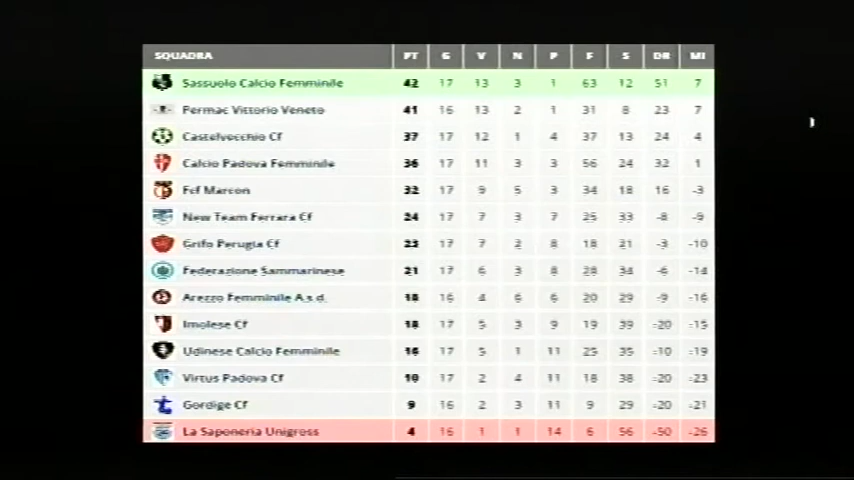 SQUADRA PT G V N P F S DR MI
Sassuolo Calcio Femminile 42 17 13 3 1 63 12 51 7
Permac Vittorio Veneto 41 16 13 2 1 31 8 23 7
Castelvecchio Cf 37 17 12 1 4 37 13 24 4
Calcio Padova Femminile 36 17 11 3 3 56 24 32 1
Fcf Marcon 32 17 9 5 3 34 18 16 -3
New Team Ferrara Cf 24 17 7 3 7 25 33 -8 -9
Grifo Perugia Cf 23 17 7 2 8 18 21 -3 -10
Federazione Sammarinese 21 17 6 3 8 28 34 -6 -14
Arezzo Femminile A.s.d. 18 16 4 6 6 20 29 -9 -16
Imolese Cf 18 17 5 3 9 19 39 -20 -15
Udinese Calcio Femminile 16 17 5 1 11 25 35 -10 -19
Virtus Padova Cf 10 17 2 4 11 18 38 -20 -23
Gordige Cf 9 16 2 3 11 9 29 -20 -21
La Saponeria Unigross 4 16 1 1 14 6 56 -50 -26